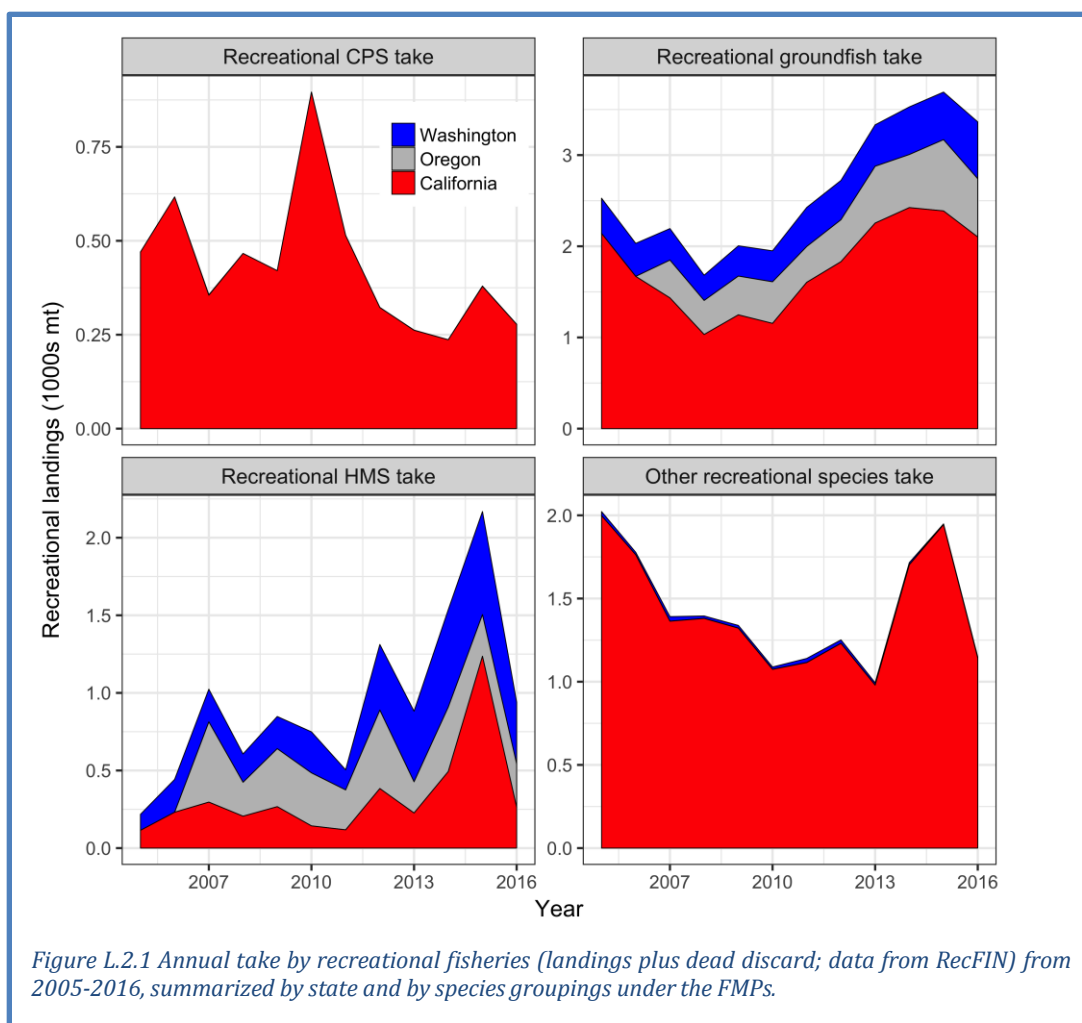 Recreational CPS take
Recreational groundfish take
Washington
Oregon
California
0.75
0.50
0.25
0.00
3
2
1
0
Recreational landings (1000s mt)
Recreational HMS take
Other recreational species take
2.0
1.5
1.0
0.5
0.0
2.0
1.5
1.0
0.5
0.0
2007 2010 2013 2016
2007 2010 2013 2016
Year
Figure L.2.1 Annual take by recreational fisheries (landings plus dead discard; data from RecFIN) from
2005-2016, summarized by state and by species groupings under the FMPs.